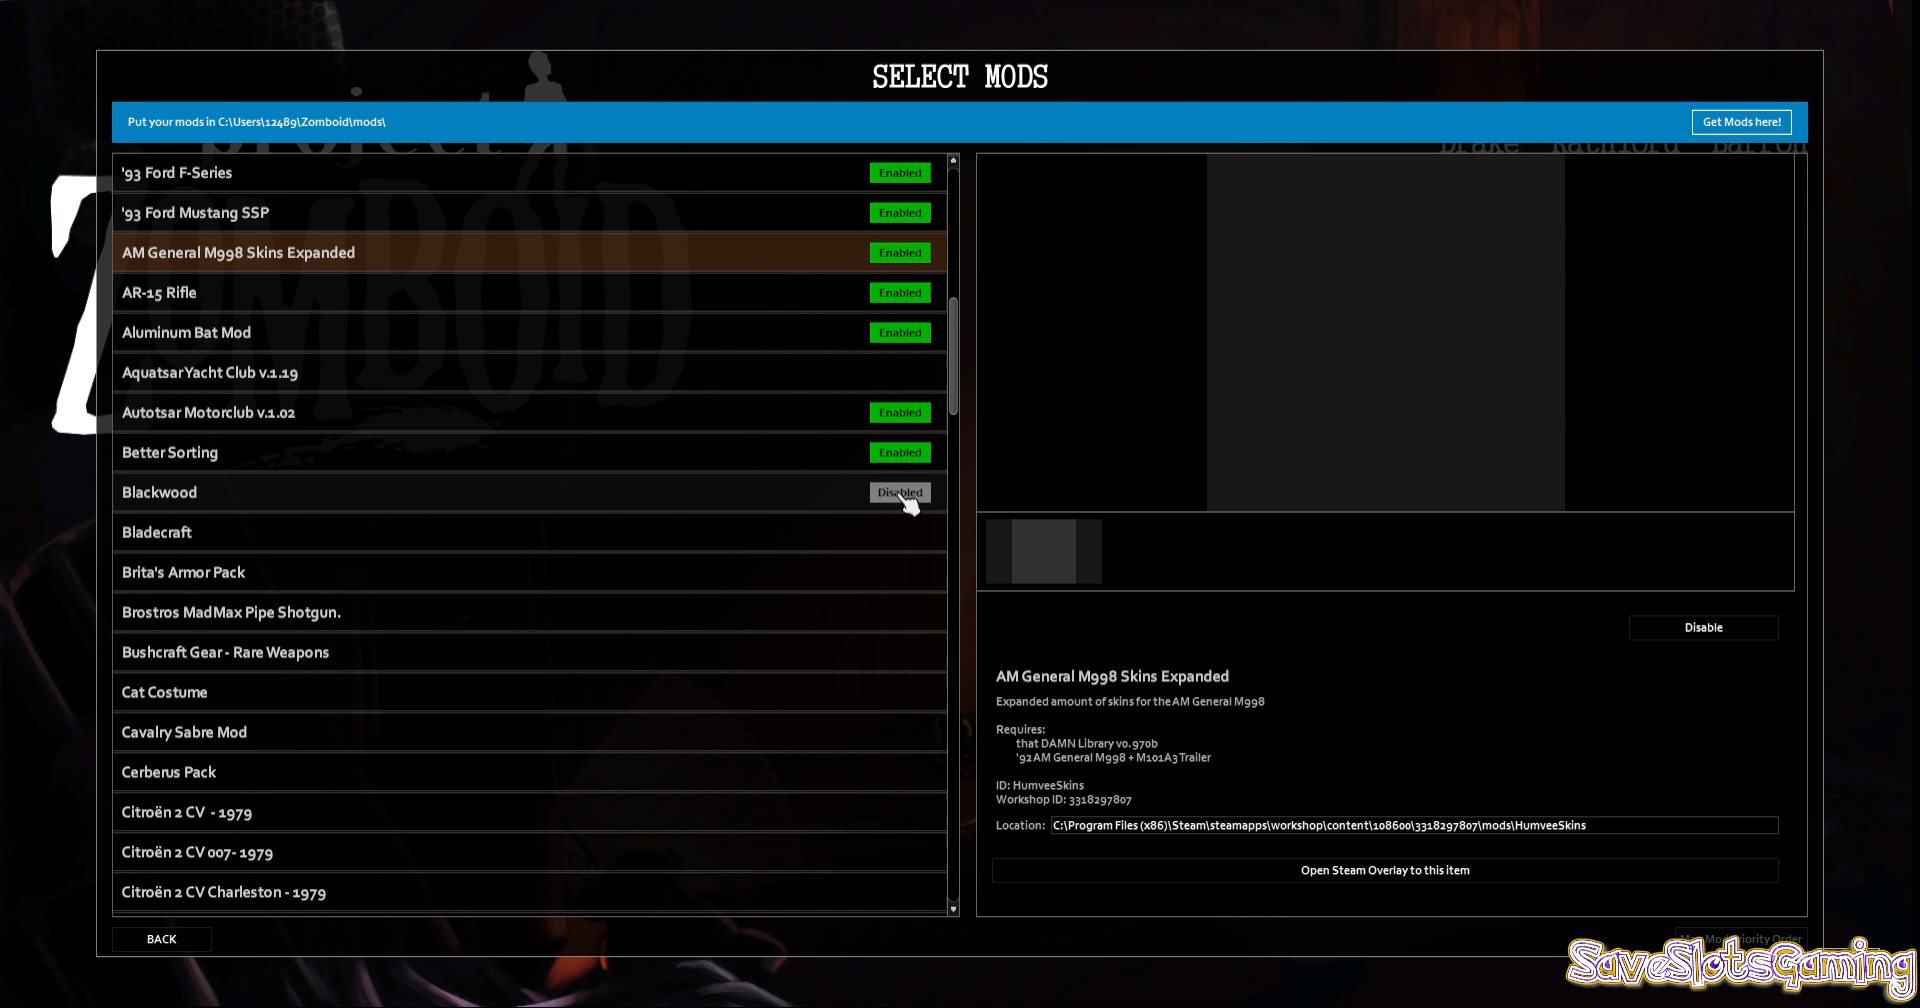 SELECT MODS
Put your mods in C:\Users\12489\Zomboid\mods\
Get Mods here!
project
ZOMBOID
'93 Ford F-Series
Enabled
'93 Ford Mustang SSP
Enabled
AM General M998 Skins Expanded
Enabled
AR-15 Rifle
Enabled
Aluminum Bat Mod
Enabled
AquatsarYacht Club v.1.19
Autotsar Motorclub v.1.02
Enabled
Better Sorting
Enabled
Blackwood
Disabled
Bladecraft
Brita's Armor Pack
Brostros MadMax Pipe Shotgun.
Bushcraft Gear - Rare Weapons
Cat Costume
Cavalry Sabre Mod
Cerberus Pack
Citroën 2 CV - 1979
Citroën 2 CV 007- 1979
Citroën 2 CV Charleston - 1979
BACK
Disable
AM General M998 Skins Expanded
Expanded amount of skins for the AM General M998
Requires:
that DAMN Library v0.970b
'92 AM General M998 + M101A3 Trailer
ID: HumveeSkins
Workshop ID: 3318297807
Location: C:\Program Files (x86)\Steam\steamapps\workshop\content\108600\3318297807\mods\HumveeSkins
Open Steam Overlay to this item
SaveSlotsGaming